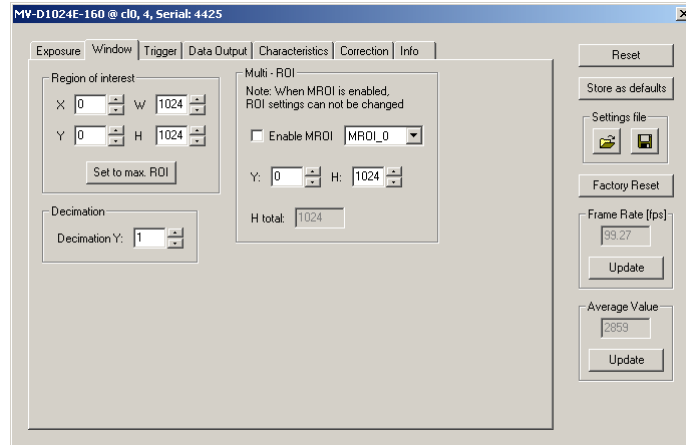 MV-D1024E-160 @ cl0, 4, Serial: 4425
Exposure Window Trigger Data Output Characteristics Correction Info
Region of interest
X 0 W 1024
Y 0 H 1024
Set to max. ROI
Decimation
Decimation Y: 1
Multi - ROI
Note: When MROI is enabled,
ROI settings can not be changed
Enable MROI MROI_0
Y: 0 H: 1024
H total: 1024
Reset
Store as defaults
Settings file
Factory Reset
Frame Rate [fps]
99.27
Update
Average Value
2859
Update